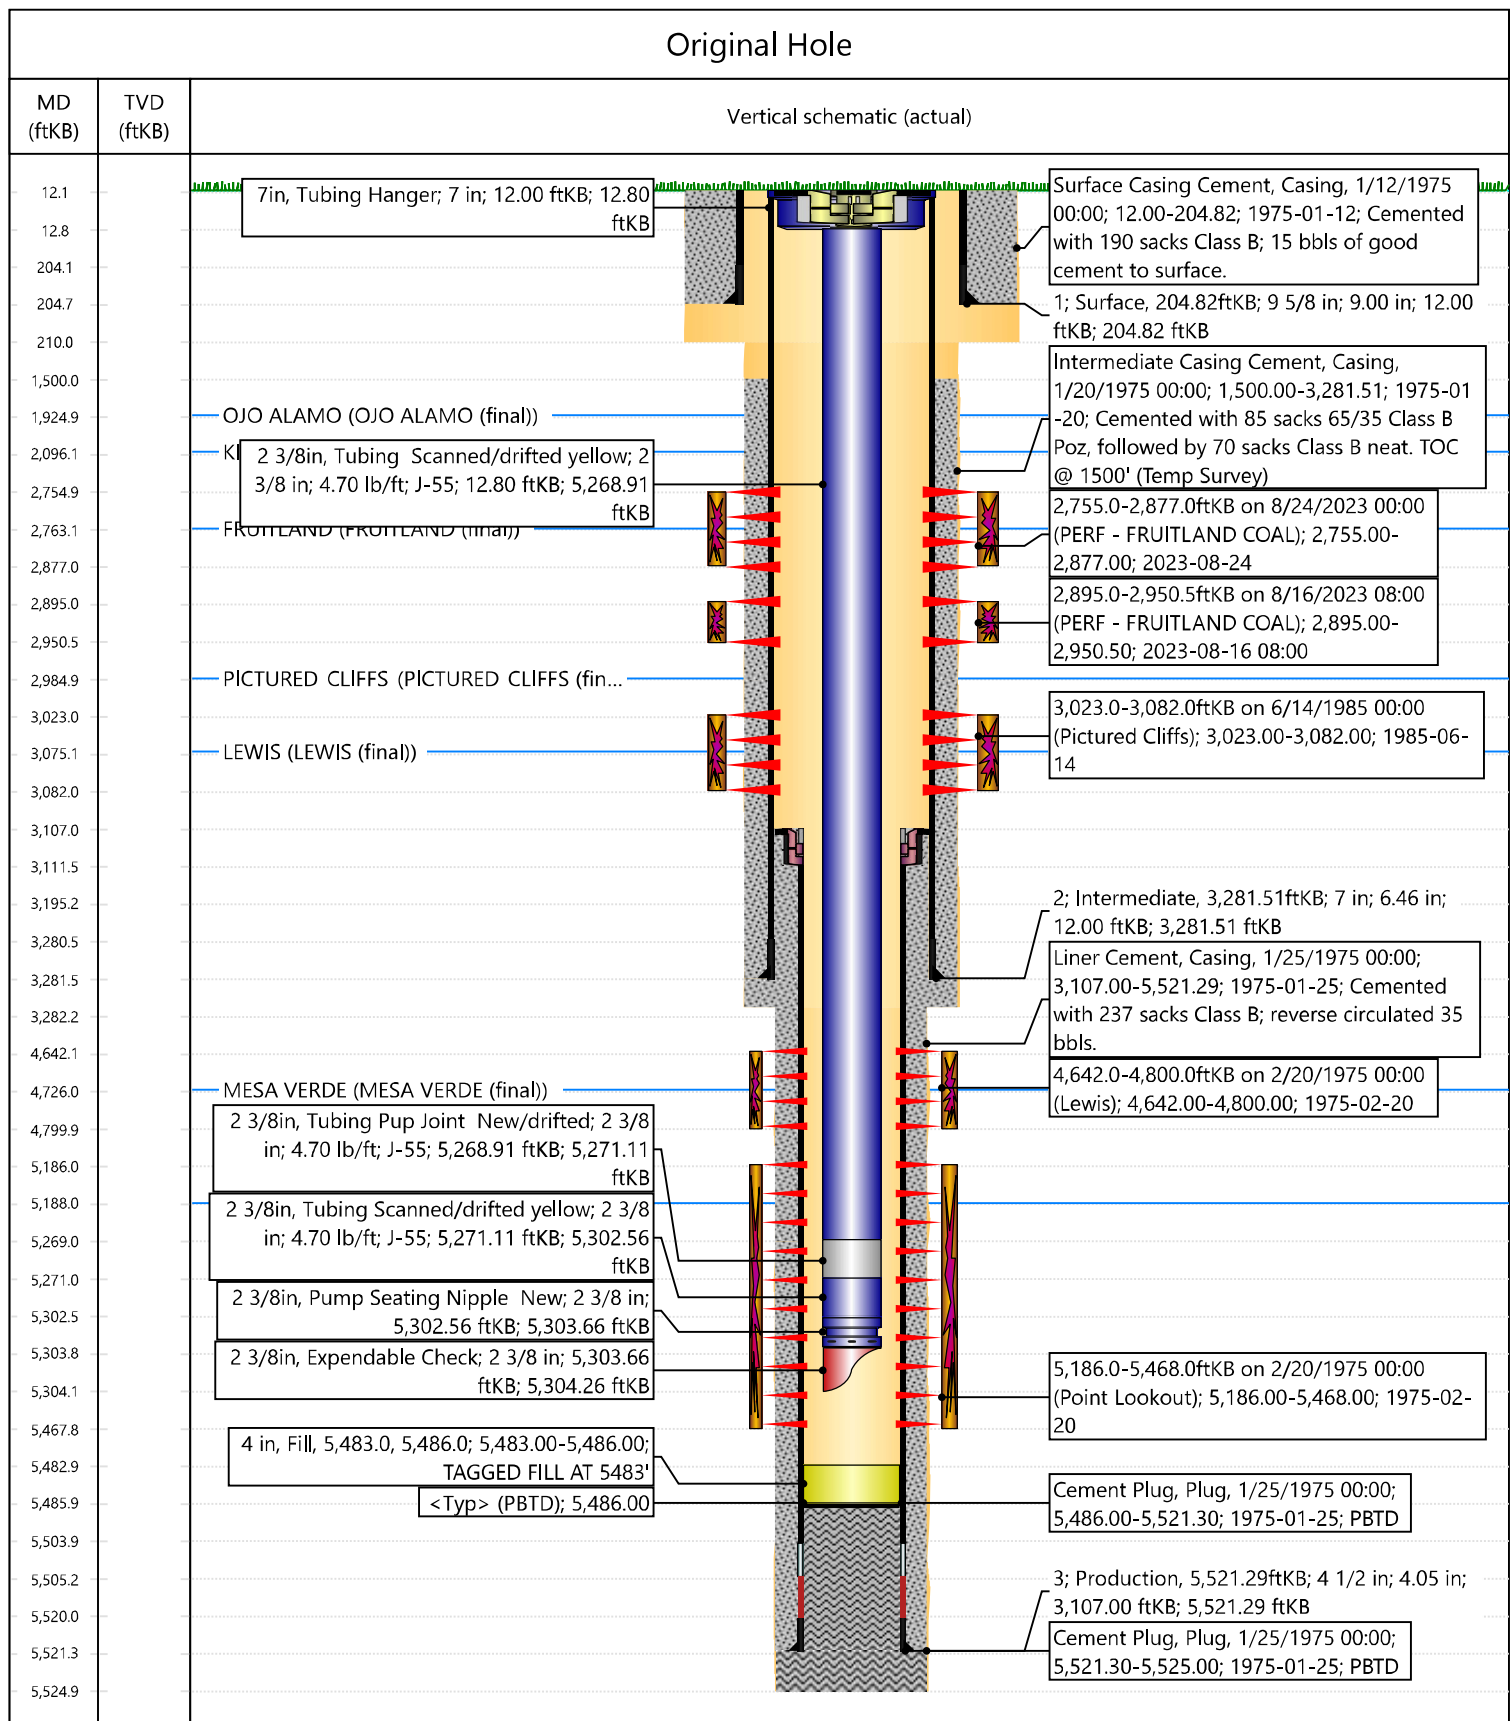 Original Hole
MD
(ftKB)
TVD
(ftKB)
Vertical schematic (actual)
12.1
12.8
204.1
204.7
210.0
1,500.0
1,924.9
2,096.1
2,754.9
2,763.1
2,877.0
2,895.0
2,950.5
2,984.9
3,023.0
3,075.1
3,082.0
3,107.0
3,111.5
3,195.2
3,280.5
3,281.5
3,282.2
4,642.1
4,726.0
4,799.9
5,186.0
5,188.0
5,269.0
5,271.0
5,302.5
5,303.8
5,304.1
5,467.8
5,482.9
5,485.9
5,503.9
5,505.2
5,520.0
5,521.3
5,524.9
7in, Tubing Hanger; 7 in; 12.00 ftKB; 12.80
ftKB
OJO ALAMO (OJO ALAMO (final))
2 3/8in, Tubing Scanned/drifted yellow; 2
3/8 in; 4.70 lb/ft; J-55; 12.80 ftKB; 5,268.91
ftKB
FRUITLAND (FRUITLAND (final))
PICTURED CLIFFS (PICTURED CLIFFS (fin...
LEWIS (LEWIS (final))
MESA VERDE (MESA VERDE (final))
2 3/8in, Tubing Pup Joint New/drifted; 2 3/8
in; 4.70 lb/ft; J-55; 5,268.91 ftKB; 5,271.11
ftKB
2 3/8in, Tubing Scanned/drifted yellow; 2 3/8
in; 4.70 lb/ft; J-55; 5,271.11 ftKB; 5,302.56
ftKB
2 3/8in, Pump Seating Nipple New; 2 3/8 in;
5,302.56 ftKB; 5,303.66 ftKB
2 3/8in, Expendable Check; 2 3/8 in; 5,303.66
ftKB; 5,304.26 ftKB
4 in, Fill, 5,483.0, 5,486.0; 5,483.00-5,486.00;
TAGGED FILL AT 5483'
<Typ> (PBTD); 5,486.00
Surface Casing Cement, Casing, 1/12/1975
00:00; 12.00-204.82; 1975-01-12; Cemented
with 190 sacks Class B; 15 bbls of good
cement to surface.
1; Surface, 204.82ftKB; 9 5/8 in; 9.00 in; 12.00
ftKB; 204.82 ftKB
Intermediate Casing Cement, Casing,
1/20/1975 00:00; 1,500.00-3,281.51; 1975-01
-20; Cemented with 85 sacks 65/35 Class B
Poz, followed by 70 sacks Class B neat. TOC
@ 1500' (Temp Survey)
2,755.0-2,877.0ftKB on 8/24/2023 00:00
(PERF - FRUITLAND COAL); 2,755.00-
2,877.00; 2023-08-24
2,895.0-2,950.5ftKB on 8/16/2023 08:00
(PERF - FRUITLAND COAL); 2,895.00-
2,950.50; 2023-08-16 08:00
3,023.0-3,082.0ftKB on 6/14/1985 00:00
(Pictured Cliffs); 3,023.00-3,082.00; 1985-06-
14
2; Intermediate, 3,281.51ftKB; 7 in; 6.46 in;
12.00 ftKB; 3,281.51 ftKB
Liner Cement, Casing, 1/25/1975 00:00;
3,107.00-5,521.29; 1975-01-25; Cemented
with 237 sacks Class B; reverse circulated 35
bbls.
4,642.0-4,800.0ftKB on 2/20/1975 00:00
(Lewis); 4,642.00-4,800.00; 1975-02-20
5,186.0-5,468.0ftKB on 2/20/1975 00:00
(Point Lookout); 5,186.00-5,468.00; 1975-02-
20
Cement Plug, Plug, 1/25/1975 00:00;
5,486.00-5,521.30; 1975-01-25; PBTD
3; Production, 5,521.29ftKB; 4 1/2 in; 4.05 in;
3,107.00 ftKB; 5,521.29 ftKB
Cement Plug, Plug, 1/25/1975 00:00;
5,521.30-5,525.00; 1975-01-25; PBTD